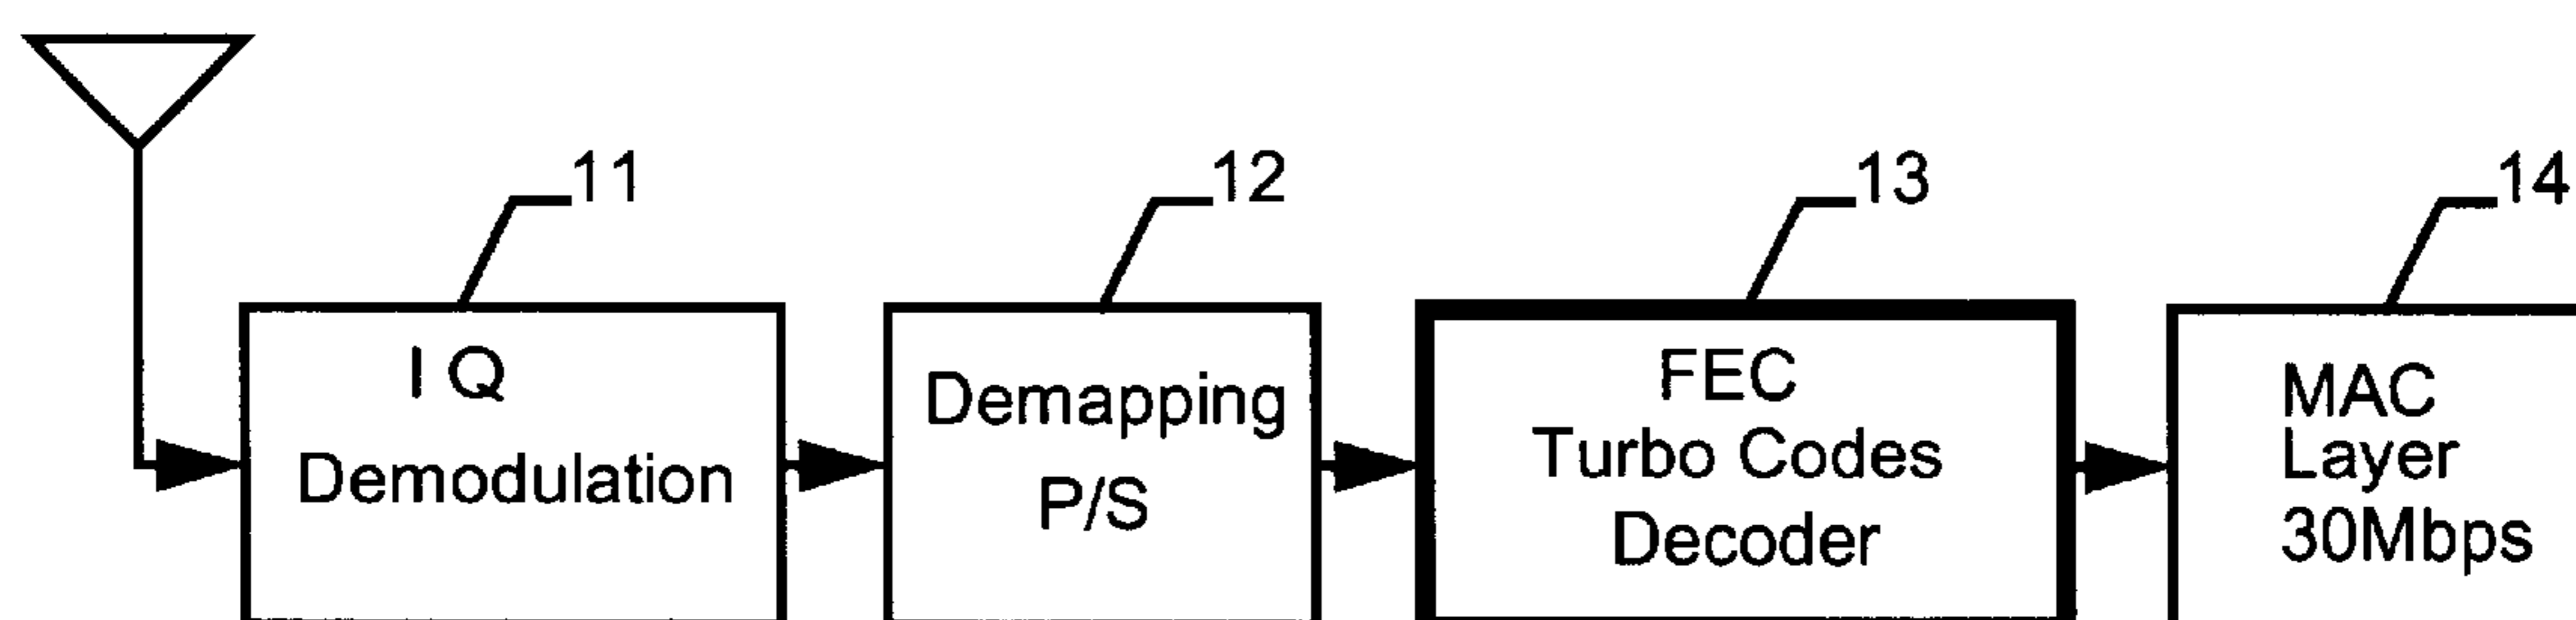 11
12
13
14
I Q
Demodulation
Demapping
P/S
FEC
Turbo Codes
Decoder
MAC
Layer
30Mbps